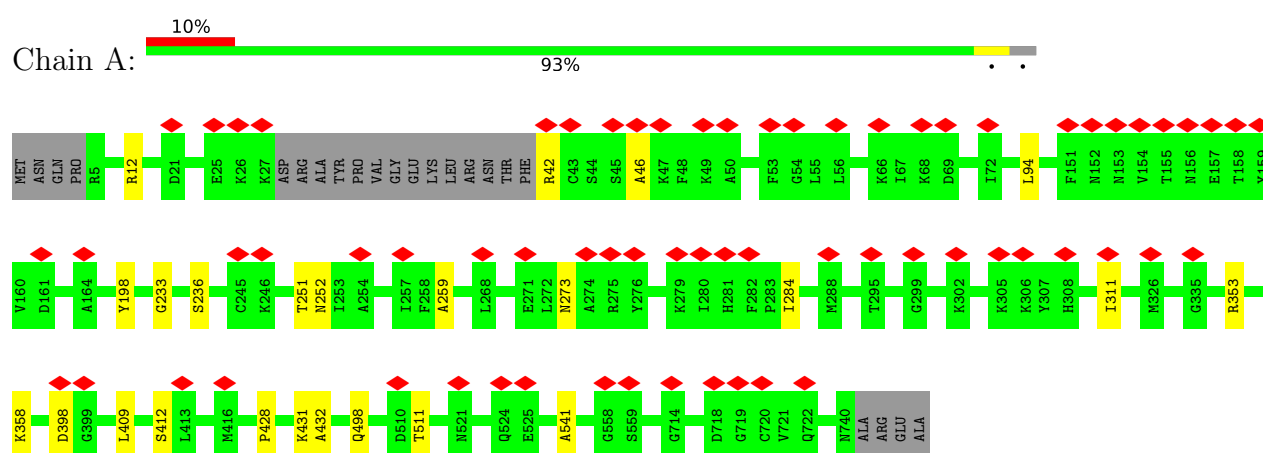 10%
Chain A:
93%
MET ASN GLN PRO R5 R12 D21 E25 K26 K27 ASP ARG ALA TYR PRO VAL GLY GLU LYS LEU ARG ASN THR PHE R42 C43 S44 S45 A46 K47 F48 K49 A50 F53 G54 L55 L56 K66 I67 K68 D69 I72 L94 F151 N152 N153 V154 T155 N156 E157 T158 Y159
V160 D161 A164 Y198 G233 S236 C245 K246 T251 N252 I253 A254 I257 F258 A259 L268 E271 L272 N273 A274 R275 Y276 K279 I280 H281 F282 P283 I284 M288 T295 G299 K302 K305 K306 Y307 H308 I311 M326 G335 R353
K358 D398 G399 L409 S412 L413 M416 P428 K431 A432 Q498 D510 T511 N521 Q524 E525 A541 G558 S559 G714 D718 G719 C720 V721 Q722 N740 ALA ARG GLU ALA